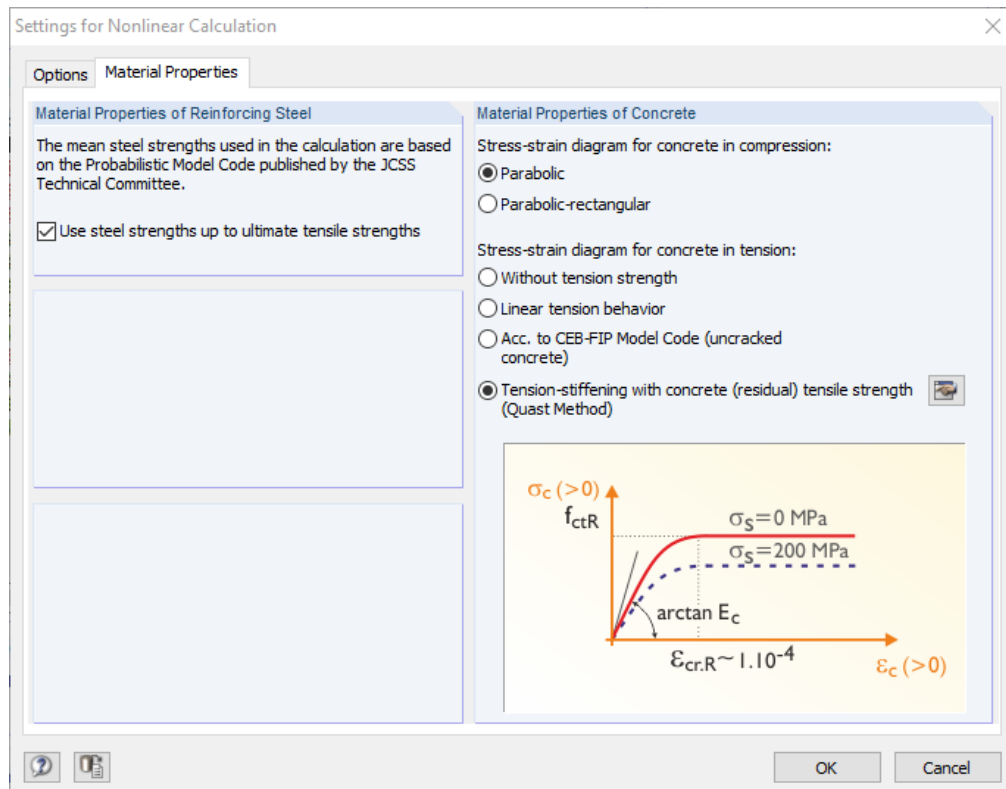 Settings for Nonlinear Calculation
Options
Material Properties
Material Properties of Reinforcing Steel
The mean steel strengths used in the calculation are based
on the Probabilistic Model Code published by the JCSS
Technical Committee.
Use steel strengths up to ultimate tensile strengths
Material Properties of Concrete
Stress-strain diagram for concrete in compression:
Parabolic
Parabolic-rectangular
Stress-strain diagram for concrete in tension:
Without tension strength
Linear tension behavior
Acc. to CEB-FIP Model Code (uncracked
concrete)
Tension-stiffening with concrete (residual) tensile strength
(Quast Method)
σc (>0)
fctR
σs=0 MPa
σs=200 MPa
arctan Ec
εcr.R~1.10⁻⁴
εc (>0)
OK
Cancel